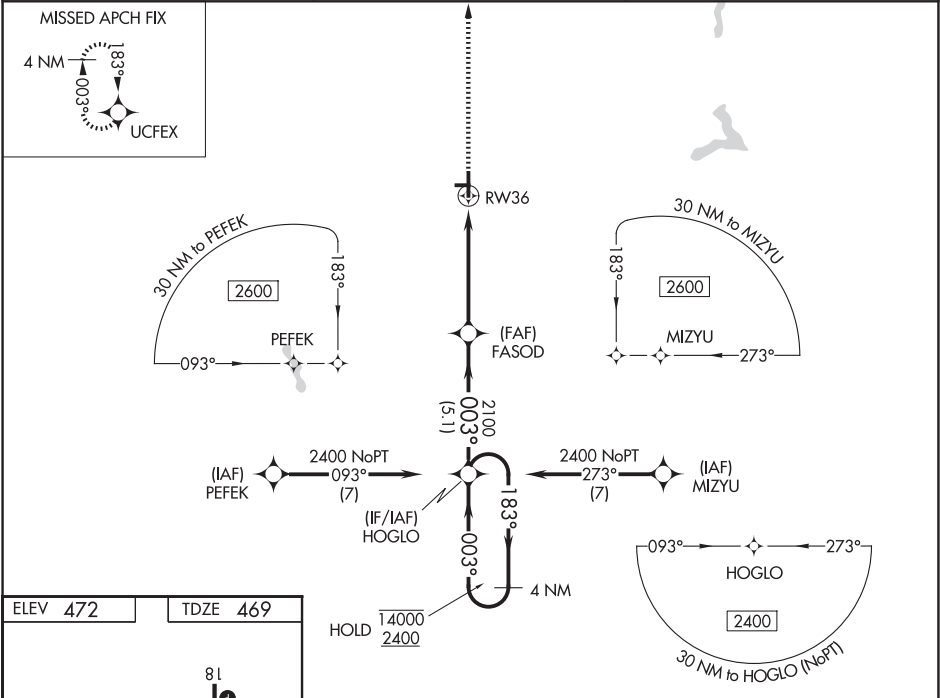 MISSED APCH FIX
4 NM
183°
003°
UCFEX
RW36
30 NM to PEFEK
2600
183°
PEFEK
093°
30 NM to MIZYU
2600
183°
MIZYU
273°
(FAF)
FASOD
2100
003°
(5.1)
(IAF)
PEFEK
2400 NoPT
093°
(7)
2400 NoPT
273°
(7)
(IAF)
MIZYU
(IF/IAF)
HOGLO
183°
003°
4 NM
HOLD
14000
2400
093°
273°
HOGLO
2400
30 NM to HOGLO (NoPT)
ELEV 472
TDZE 469
18